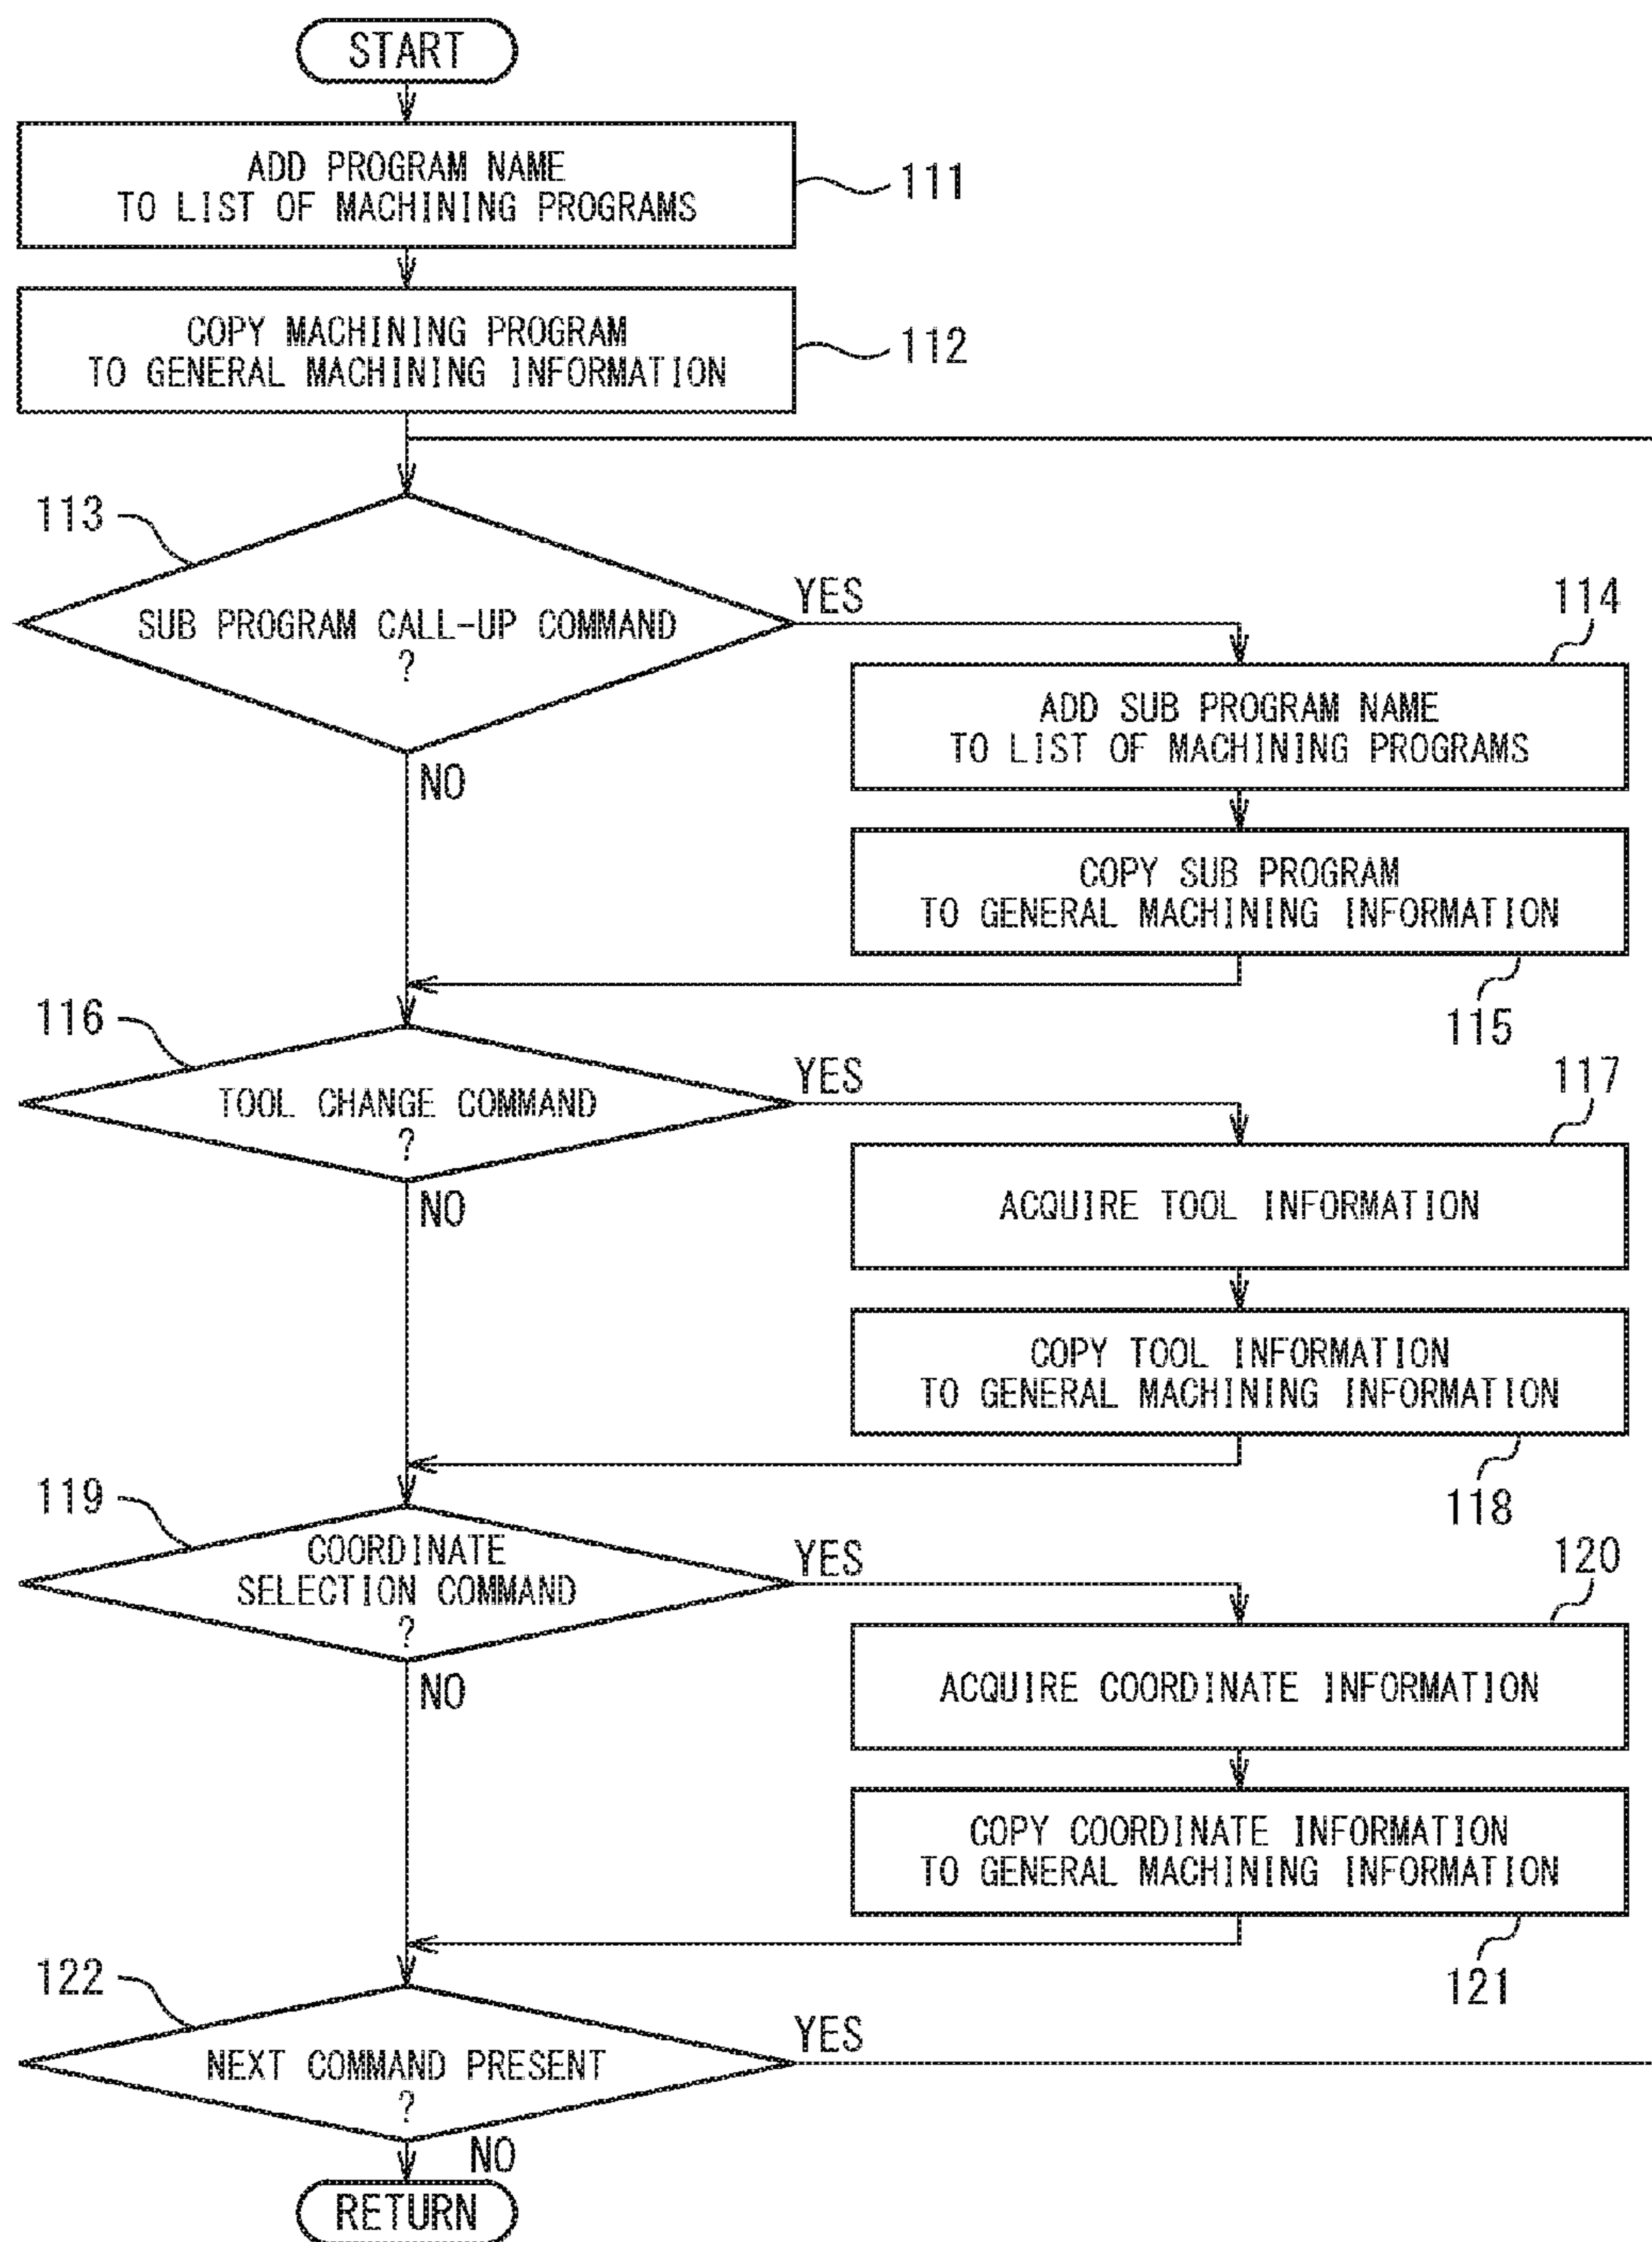 START
ADD PROGRAM NAME
TO LIST OF MACHINING PROGRAMS
111
COPY MACHINING PROGRAM
TO GENERAL MACHINING INFORMATION
112
113
SUB PROGRAM CALL-UP COMMAND
?
YES
NO
114
ADD SUB PROGRAM NAME
TO LIST OF MACHINING PROGRAMS
COPY SUB PROGRAM
TO GENERAL MACHINING INFORMATION
115
116
TOOL CHANGE COMMAND
?
YES
NO
117
ACQUIRE TOOL INFORMATION
COPY TOOL INFORMATION
TO GENERAL MACHINING INFORMATION
118
119
COORDINATE
SELECTION COMMAND
?
YES
NO
120
ACQUIRE COORDINATE INFORMATION
COPY COORDINATE INFORMATION
TO GENERAL MACHINING INFORMATION
121
122
NEXT COMMAND PRESENT
?
YES
NO
RETURN